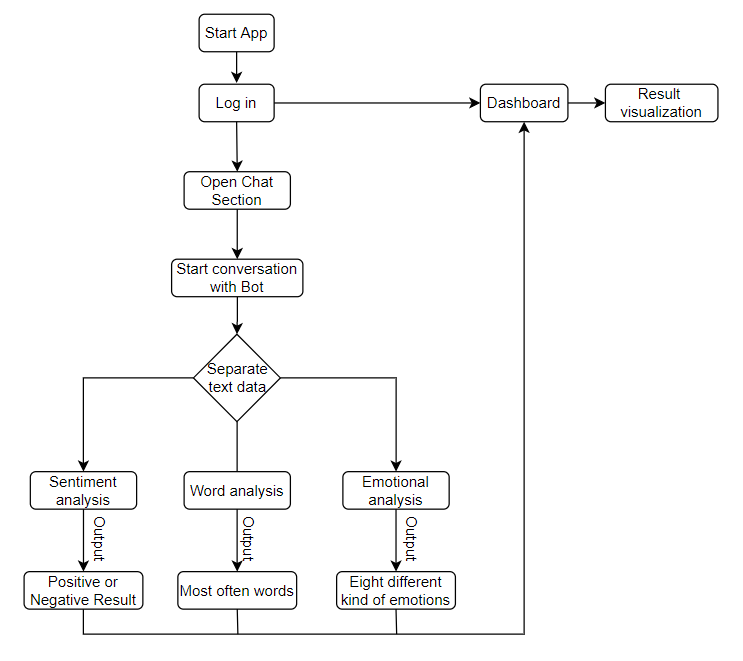 Start App
Log in
Dashboard
Result
visualization
Open Chat
Section
Start conversation
with Bot
Separate
text data
Sentiment
analysis
Word analysis
Emotional
analysis
Output
Output
Output
Positive or
Negative Result
Most often words
Eight different
kind of emotions